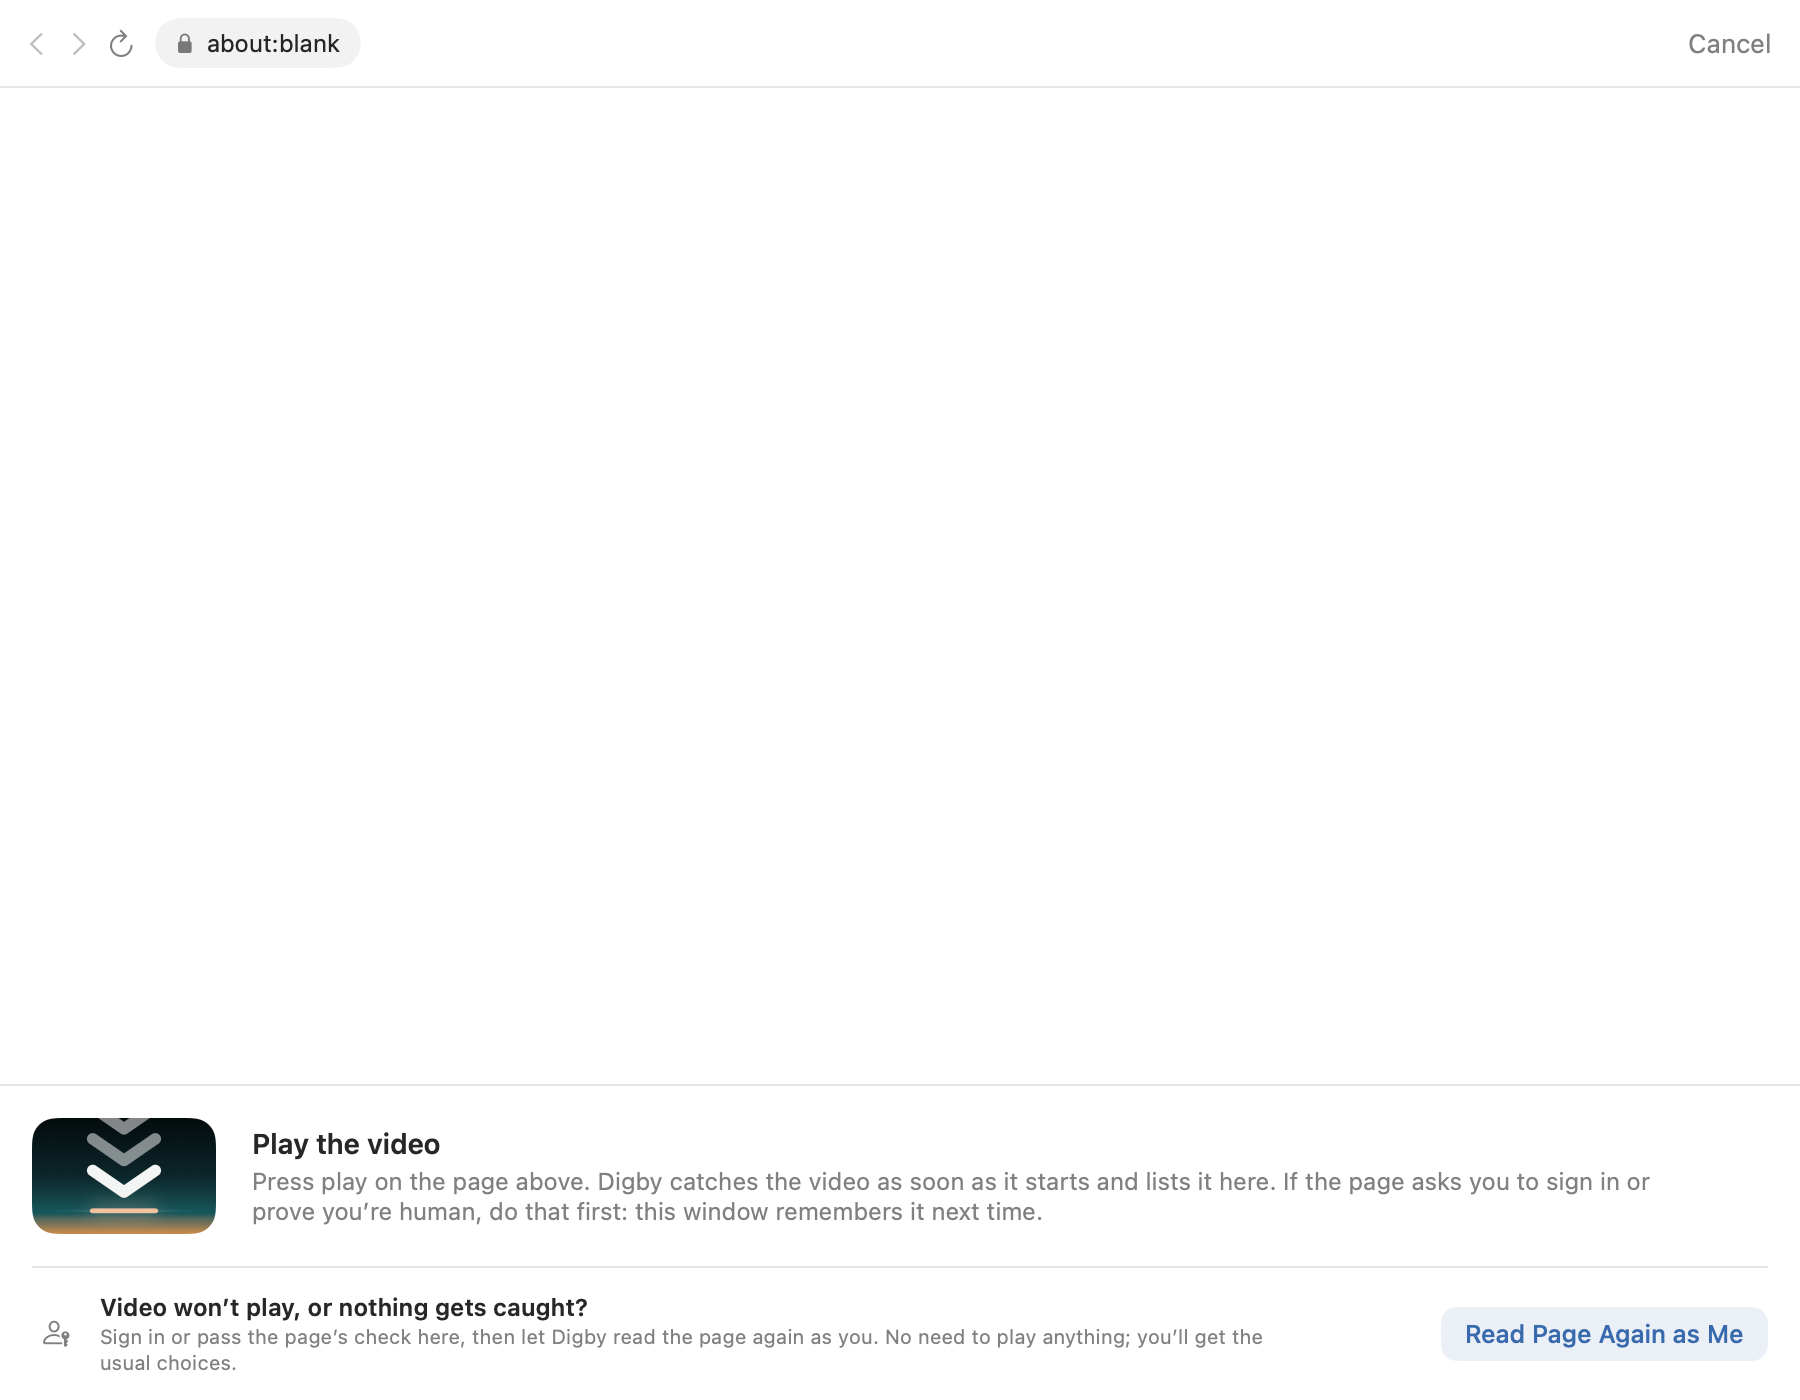 about:blank
Cancel
Play the video
Press play on the page above. Digby catches the video as soon as it starts and lists it here. If the page asks you to sign in or
prove you’re human, do that first: this window remembers it next time.
Video won’t play, or nothing gets caught?
Sign in or pass the page’s check here, then let Digby read the page again as you. No need to play anything; you’ll get the
usual choices.
Read Page Again as Me